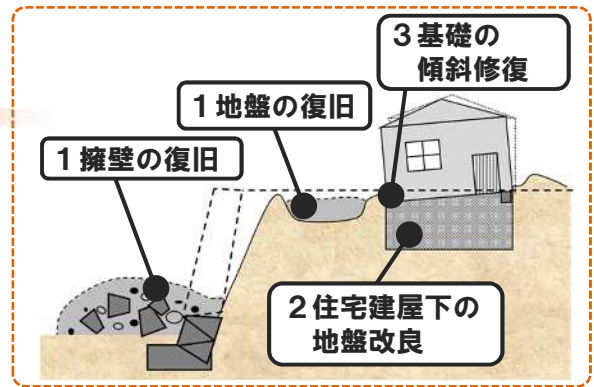 3基礎の
傾斜修復
1地盤の復旧
1擁壁の復旧
2住宅建屋下の
地盤改良